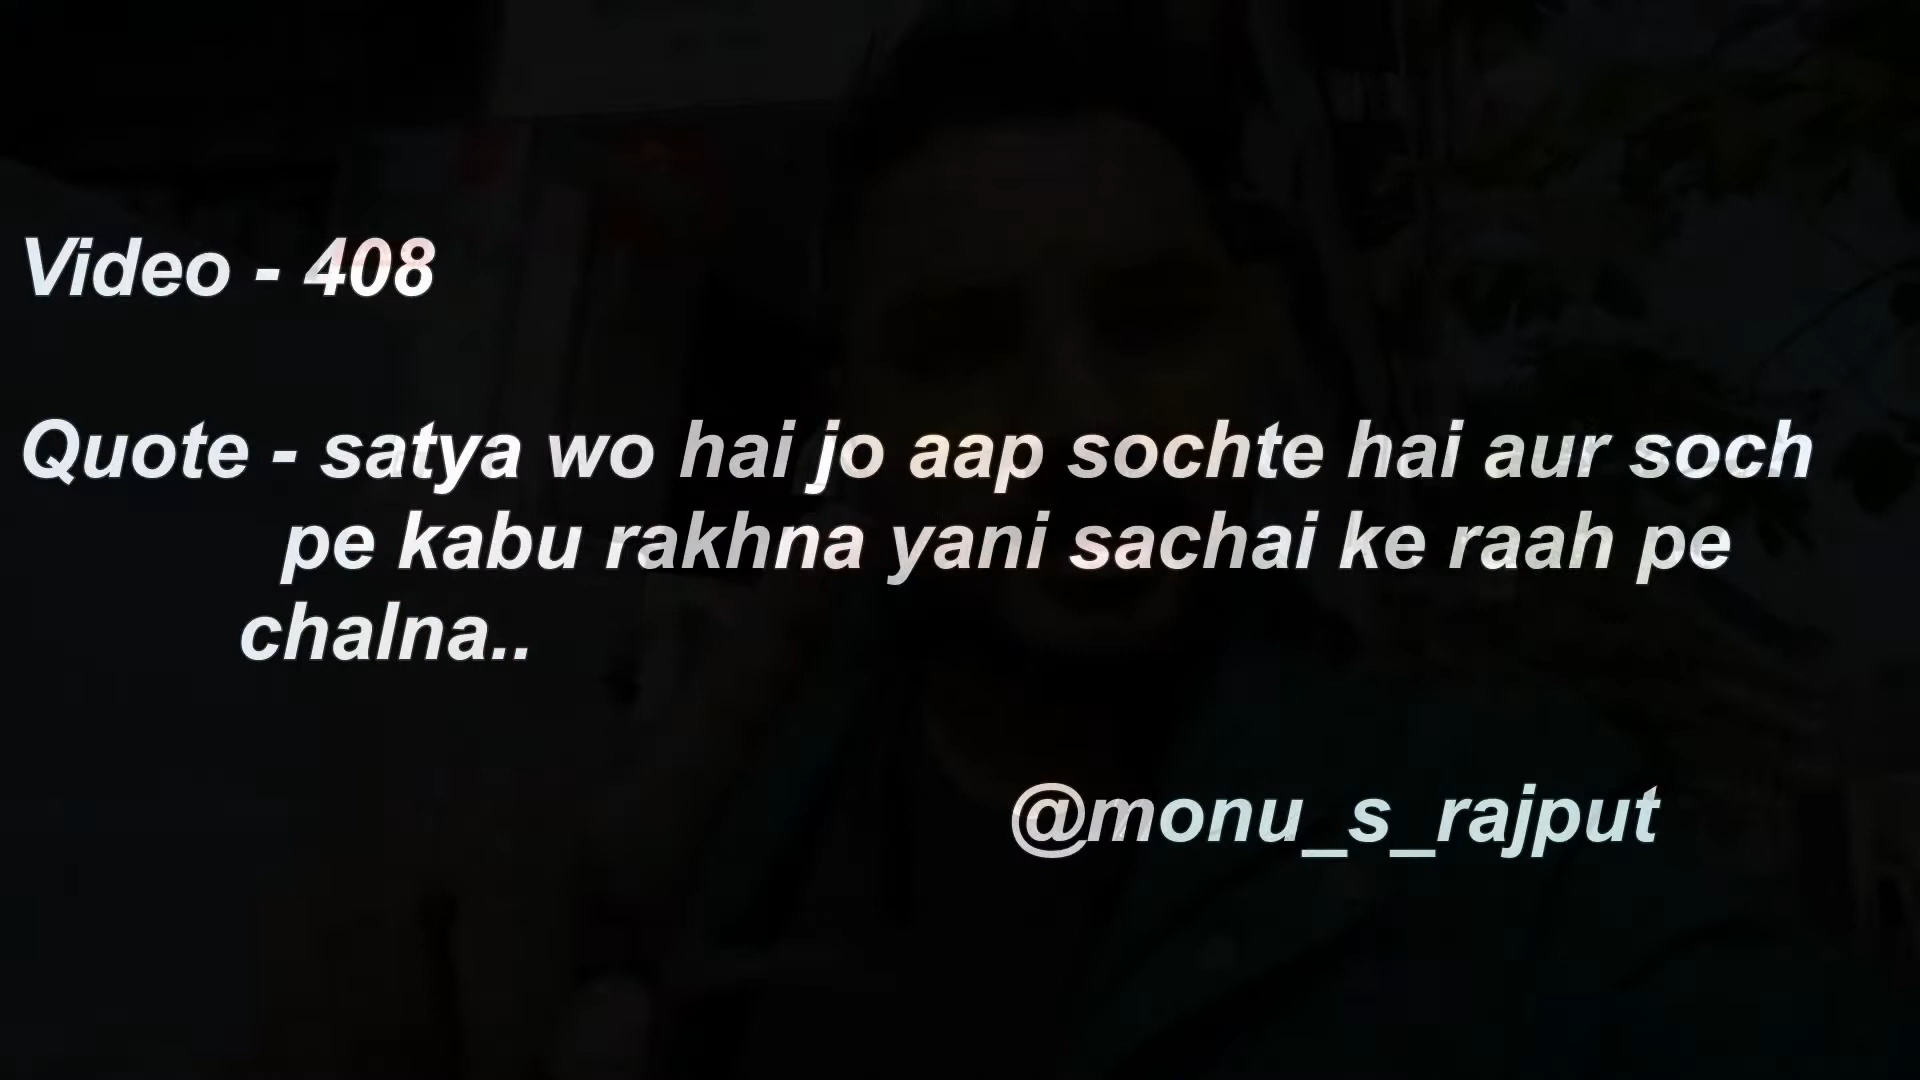 Video - 408
Quote - satya wo hai jo aap sochte hai aur soch
pe kabu rakhna yani sachai ke raah pe
chalna..
@monu_s_rajput